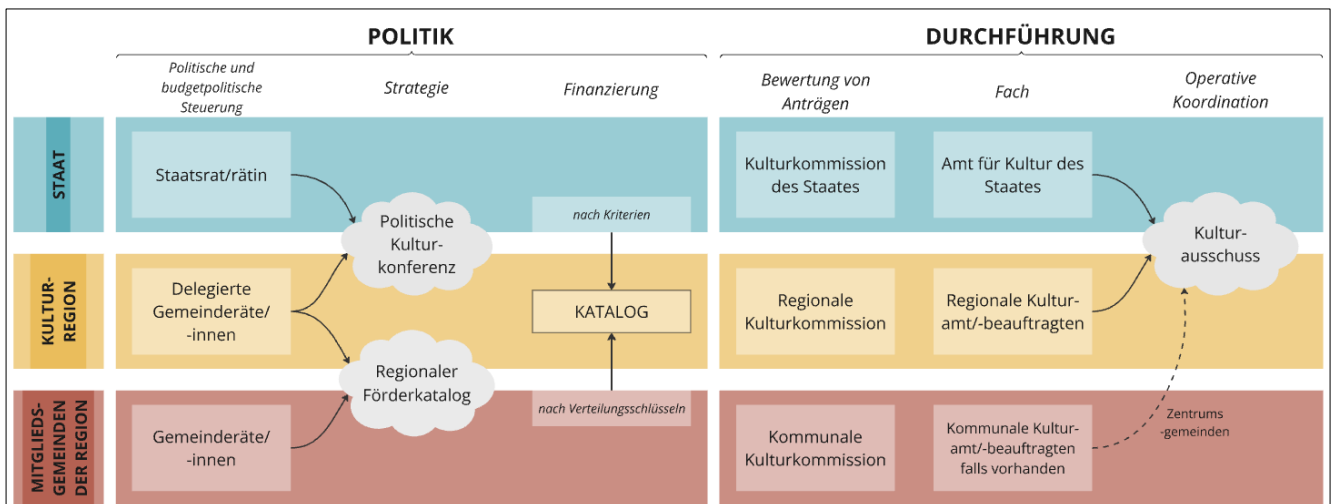 POLITIK
DURCHFÜHRUNG
Politische und
budgetpolitische
Steuerung
Strategie
Finanzierung
Bewertung von
Anträgen
Fach
Operative
Koordination
STAAT
Staatsrat/rätin
Politische
Kultur-
konferenz
nach Kriterien
Kulturkommission
des Staates
Amt für Kultur des
Staates
Kultur-
ausschuss
KULTUR-
REGION
Delegierte
Gemeinderäte/
-innen
KATALOG
Regionale
Kulturkommission
Regionale Kultur-
amt/-beauftragten
Regionaler
Förderkatalog
MITGLIEDS-
GEMEINDEN
DER REGION
Gemeinderäte/
-innen
nach Verteilungsschlüsseln
Kommunale
Kulturkommission
Kommunale Kultur-
amt/-beauftragten
falls vorhanden
Zentrums
-gemeinden